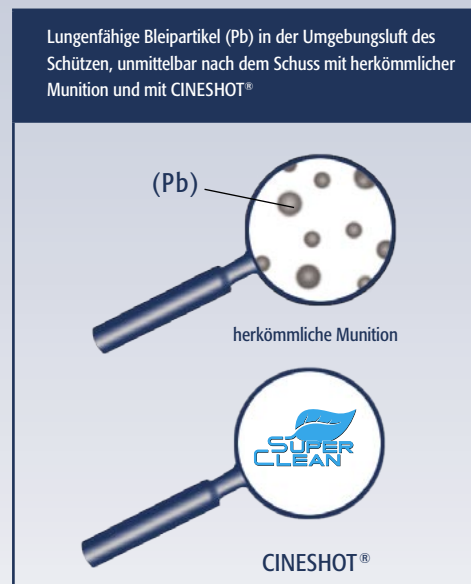 Lungenfähige Bleipartikel (Pb) in der Umgebungsluft des
Schützen, unmittelbar nach dem Schuss mit herkömmlicher
Munition und mit CINESHOT®
(Pb)
herkömmliche Munition
SUPER
CLEAN
CINESHOT®